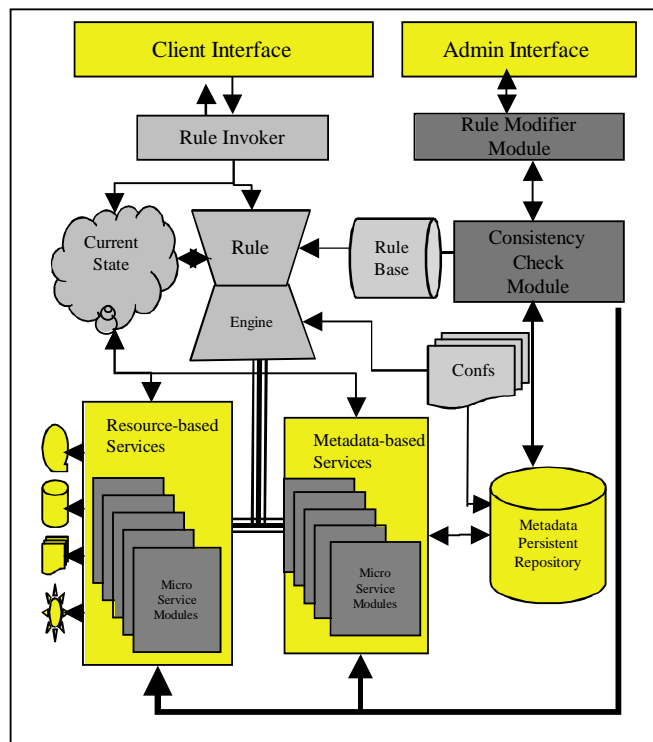 Client Interface
Admin Interface
Rule Invoker
Rule Modifier
Module
Current
State
Rule
Rule
Base
Consistency
Check
Module
Engine
Confs
Resource-based
Services
Metadata-based
Services
Metadata
Persistent
Repository
Micro
Service
Modules
Micro
Service
Modules